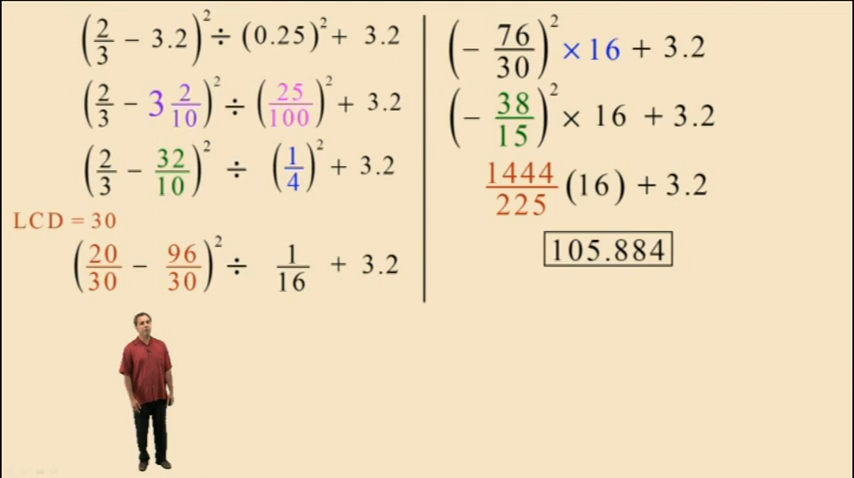 (2/3 − 3.2)² ÷ (0.25)² + 3.2
(2/3 − 3 2/10)² ÷ (25/100)² + 3.2
(2/3 − 32/10)² ÷ (1/4)² + 3.2
LCD = 30
(20/30 − 96/30)² ÷ 1/16 + 3.2
(− 76/30)² × 16 + 3.2
(− 38/15)² × 16 + 3.2
1444/225 (16) + 3.2
105.884